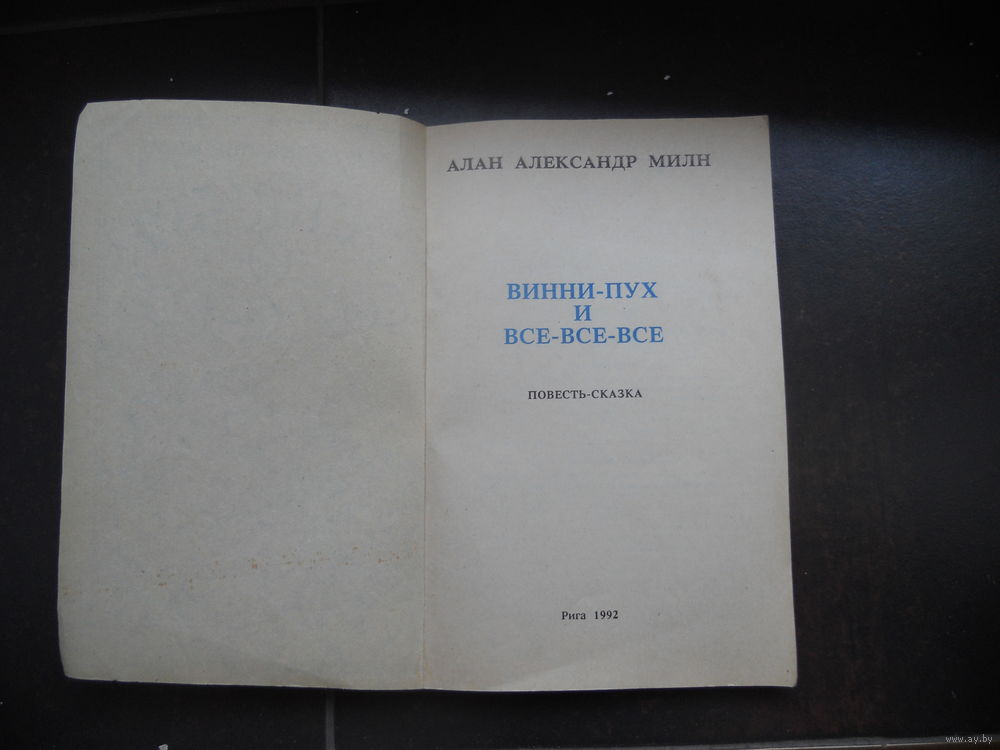 АЛАН АЛЕКСАНДР МИЛН
ВИННИ-ПУХ
И
ВСЕ-ВСЕ-ВСЕ
ПОВЕСТЬ-СКАЗКА
Рига 1992
www.ay.by